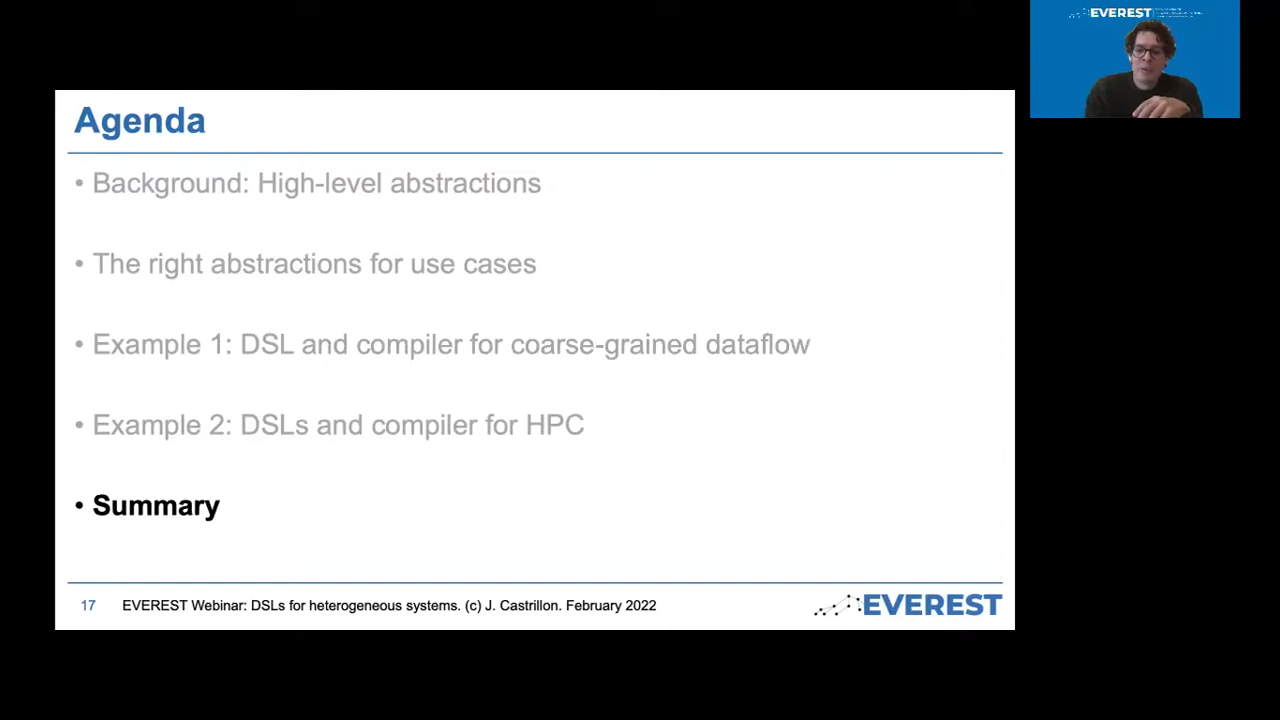 EVEREST
Agenda
• Background: High-level abstractions
• The right abstractions for use cases
• Example 1: DSL and compiler for coarse-grained dataflow
• Example 2: DSLs and compiler for HPC
• Summary
17 EVEREST Webinar: DSLs for heterogeneous systems. (c) J. Castrillon. February 2022
EVEREST